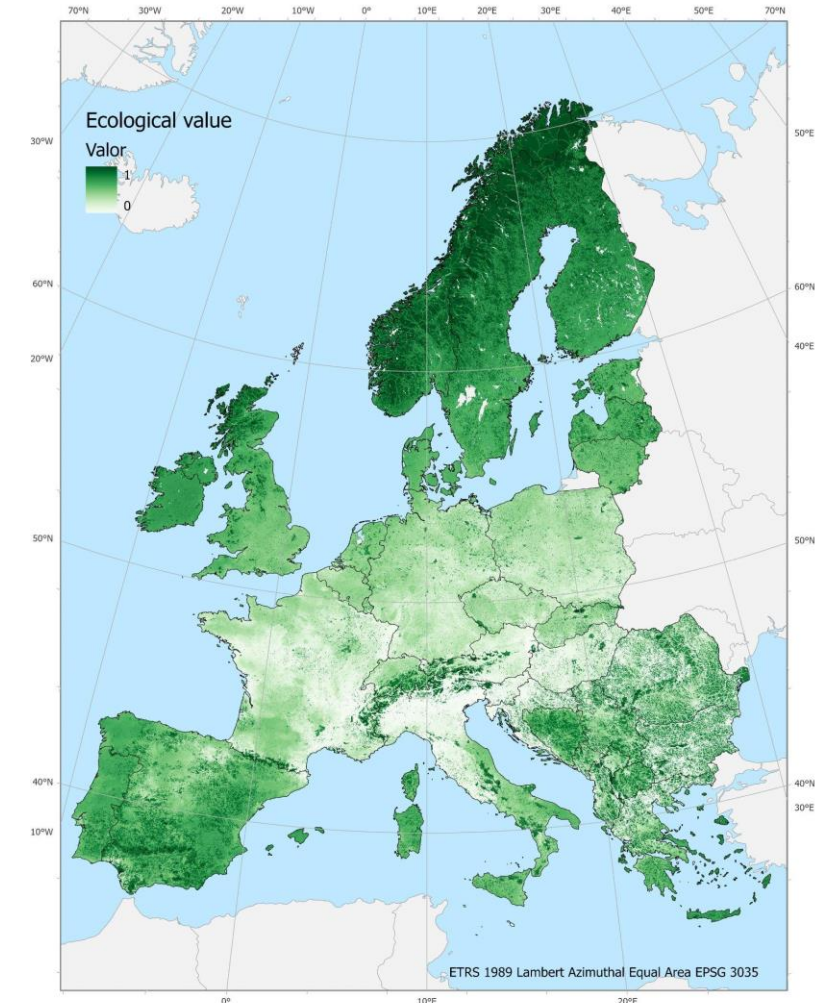 70°N 30°W 20°W 10°W 0° 10°E 20°E 30°E 40°E 50°E 70°N
Ecological value
Valor
1
0
30°W
50°E
60°N
60°N
20°W
40°E
50°N
50°N
40°N
40°N
10°W
30°E
ETRS 1989 Lambert Azimuthal Equal Area EPSG 3035
0° 10°E 20°E